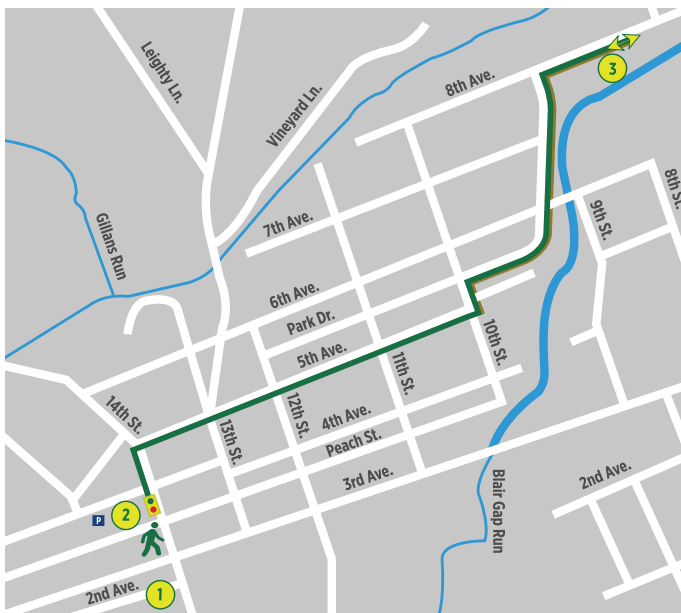 Leighty Ln.
Vineyard Ln.
8th Ave.
3
8th St.
9th St.
Gillans Run
7th Ave.
6th Ave.
Park Dr.
5th Ave.
10th St.
11th St.
12th St.
13th St.
14th St.
4th Ave.
Peach St.
3rd Ave.
2nd Ave.
Blair Gap Run
P
2
2nd Ave.
1